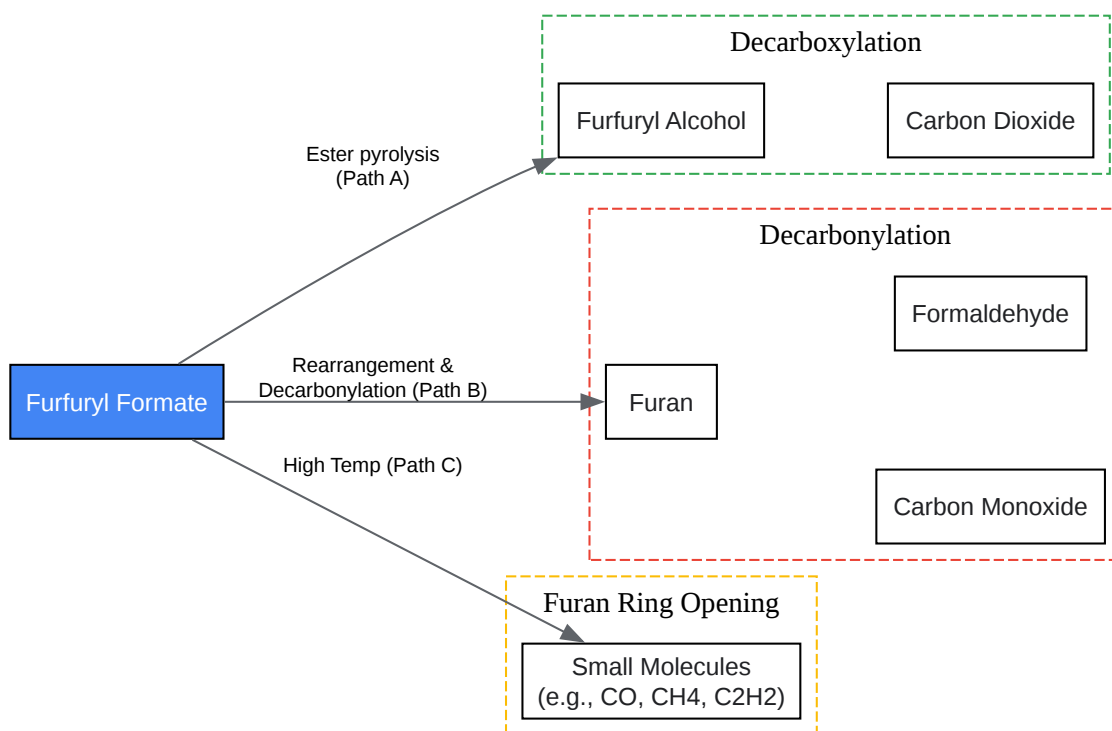 Decarboxylation
Furfuryl Alcohol
Carbon Dioxide
Ester pyrolysis
(Path A)
Decarbonylation
Formaldehyde
Rearrangement &
Decarbonylation (Path B)
Furfuryl Formate
Furan
High Temp (Path C)
Carbon Monoxide
Furan Ring Opening
Small Molecules
(e.g., CO, CH4, C2H2)